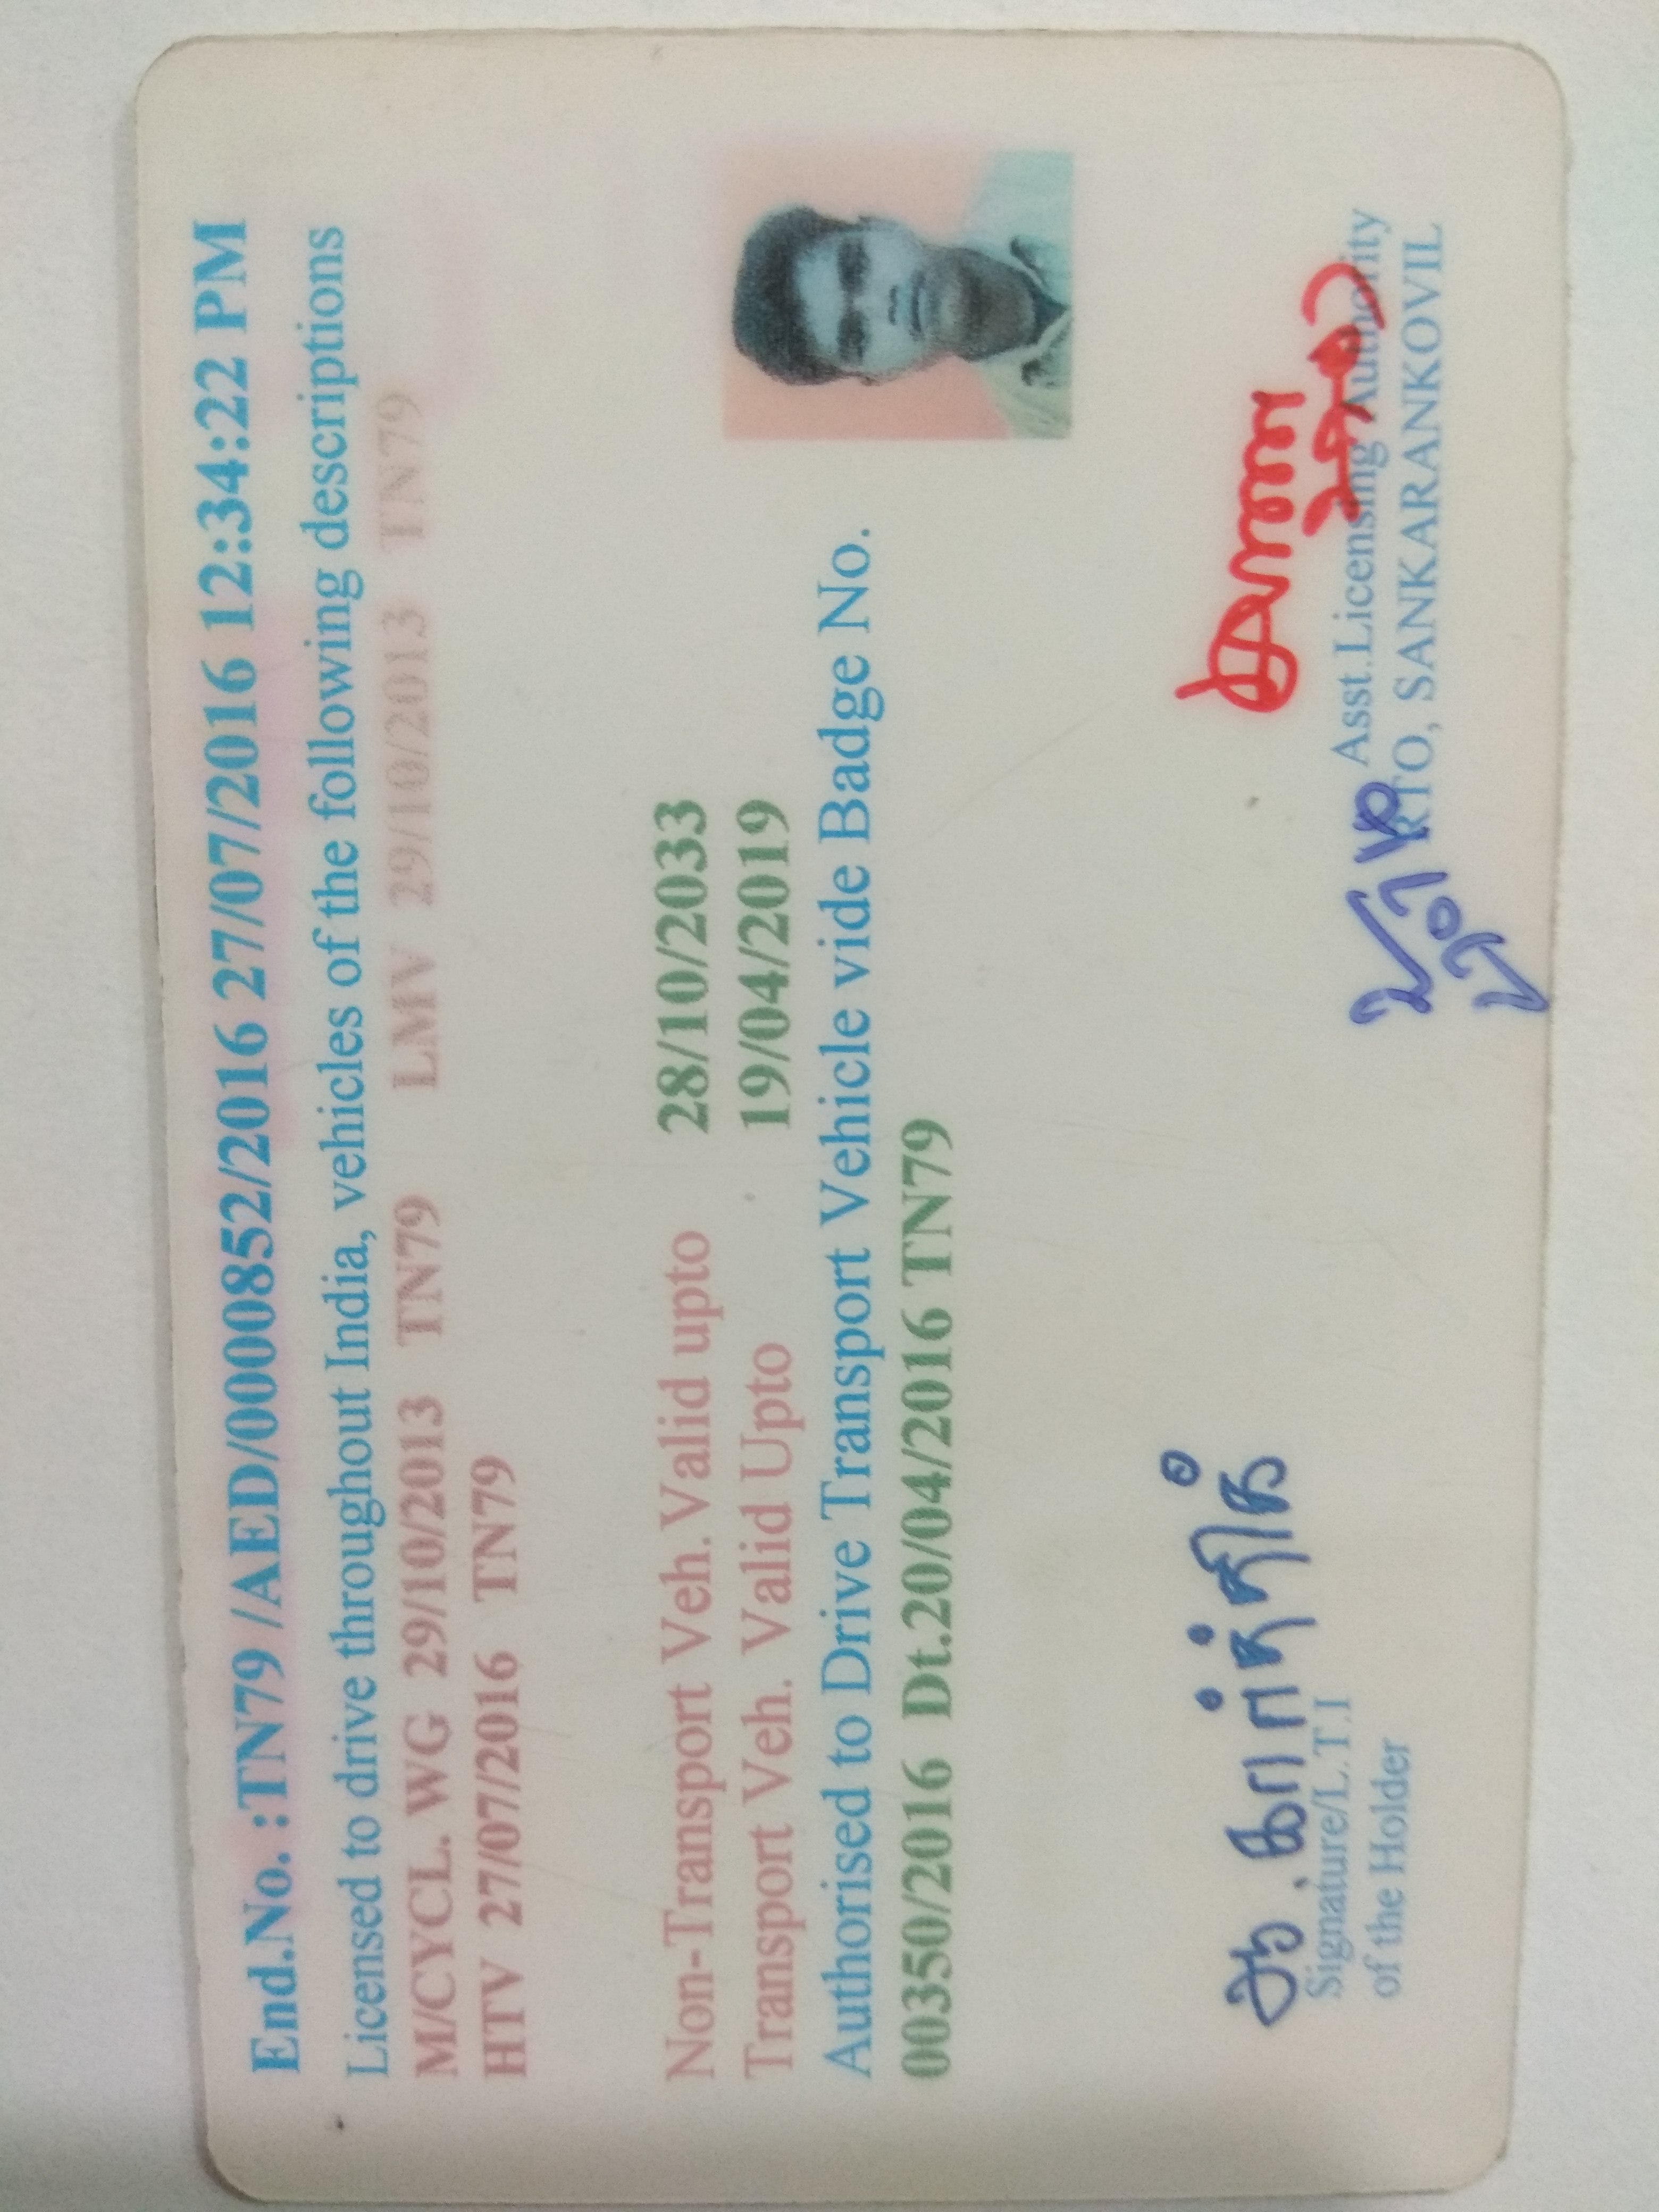 End.No. :TN79 /AED/0000852/2016 27/07/2016 12:34:22 PM
Licensed to drive throughout India, vehicles of the following descriptions
M/CYCL. WG 29/10/2013 TN79 LMV 29/10/2013 TN79
HTV 27/07/2016 TN79
Non-Transport Veh.Valid upto 28/10/2033
Transport Veh. Valid Upto 19/04/2019
Authorised to Drive Transport Vehicle vide Badge No.
00350/2016 Dt.20/04/2016 TN79
Signature/L.T.I
of the Holder
Asst.Licensing Authority
RTO, SANKARANKOVIL